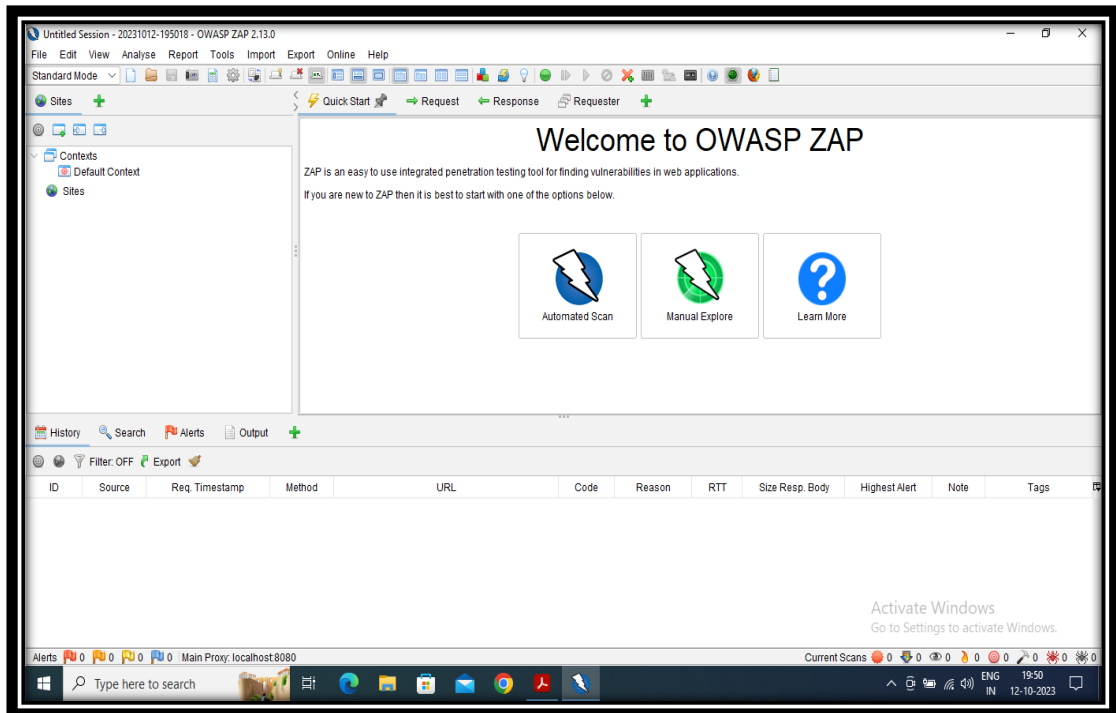 Untitled Session - 20231012-195018 - OWASP ZAP 2.13.0
File Edit View Analyse Report Tools Import Export Online Help
Standard Mode
Sites
Quick Start Request Response Requester
Contexts
Default Context
Sites
Welcome to OWASP ZAP
ZAP is an easy to use integrated penetration testing tool for finding vulnerabilities in web applications.
If you are new to ZAP then it is best to start with one of the options below.
Automated Scan Manual Explore Learn More
History Search Alerts Output
Filter: OFF Export
ID Source Req. Timestamp Method URL Code Reason RTT Size Resp. Body Highest Alert Note Tags
Activate Windows
Go to Settings to activate Windows.
Alerts 0 0 0 0 Main Proxy: localhost:8080 Current Scans 0 0 0 0 0 0 0 0
Type here to search ENG 19:50
IN 12-10-2023